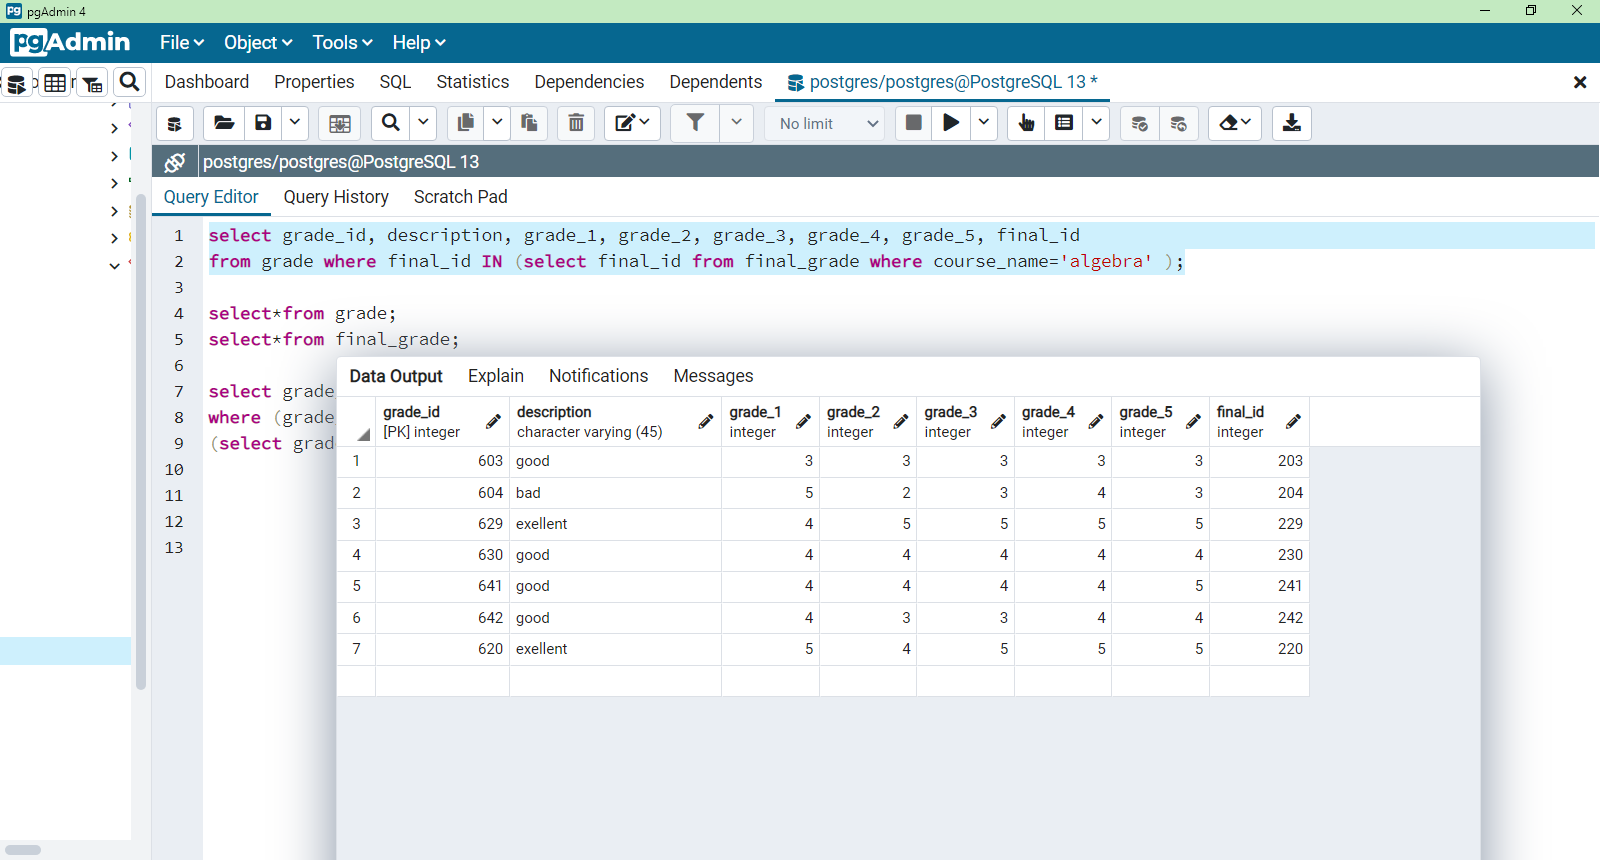 pgAdmin 4
pgAdmin File Object Tools Help
Dashboard Properties SQL Statistics Dependencies Dependents postgres/postgres@PostgreSQL 13 *
No limit
postgres/postgres@PostgreSQL 13
Query Editor Query History Scratch Pad
1 select grade_id, description, grade_1, grade_2, grade_3, grade_4, grade_5, final_id
2 from grade where final_id IN (select final_id from final_grade where course_name='algebra' );
3
4 select*from grade;
5 select*from final_grade;
6
7 select grade
8 where (grade
9 (select grad
10
11
12
13
Data Output Explain Notifications Messages
grade_id description grade_1 grade_2 grade_3 grade_4 grade_5 final_id
[PK] integer character varying (45) integer integer integer integer integer integer
1 603 good 3 3 3 3 3 203
2 604 bad 5 2 3 4 3 204
3 629 exellent 4 5 5 5 5 229
4 630 good 4 4 4 4 4 230
5 641 good 4 4 4 4 5 241
6 642 good 4 3 3 4 4 242
7 620 exellent 5 4 5 5 5 220